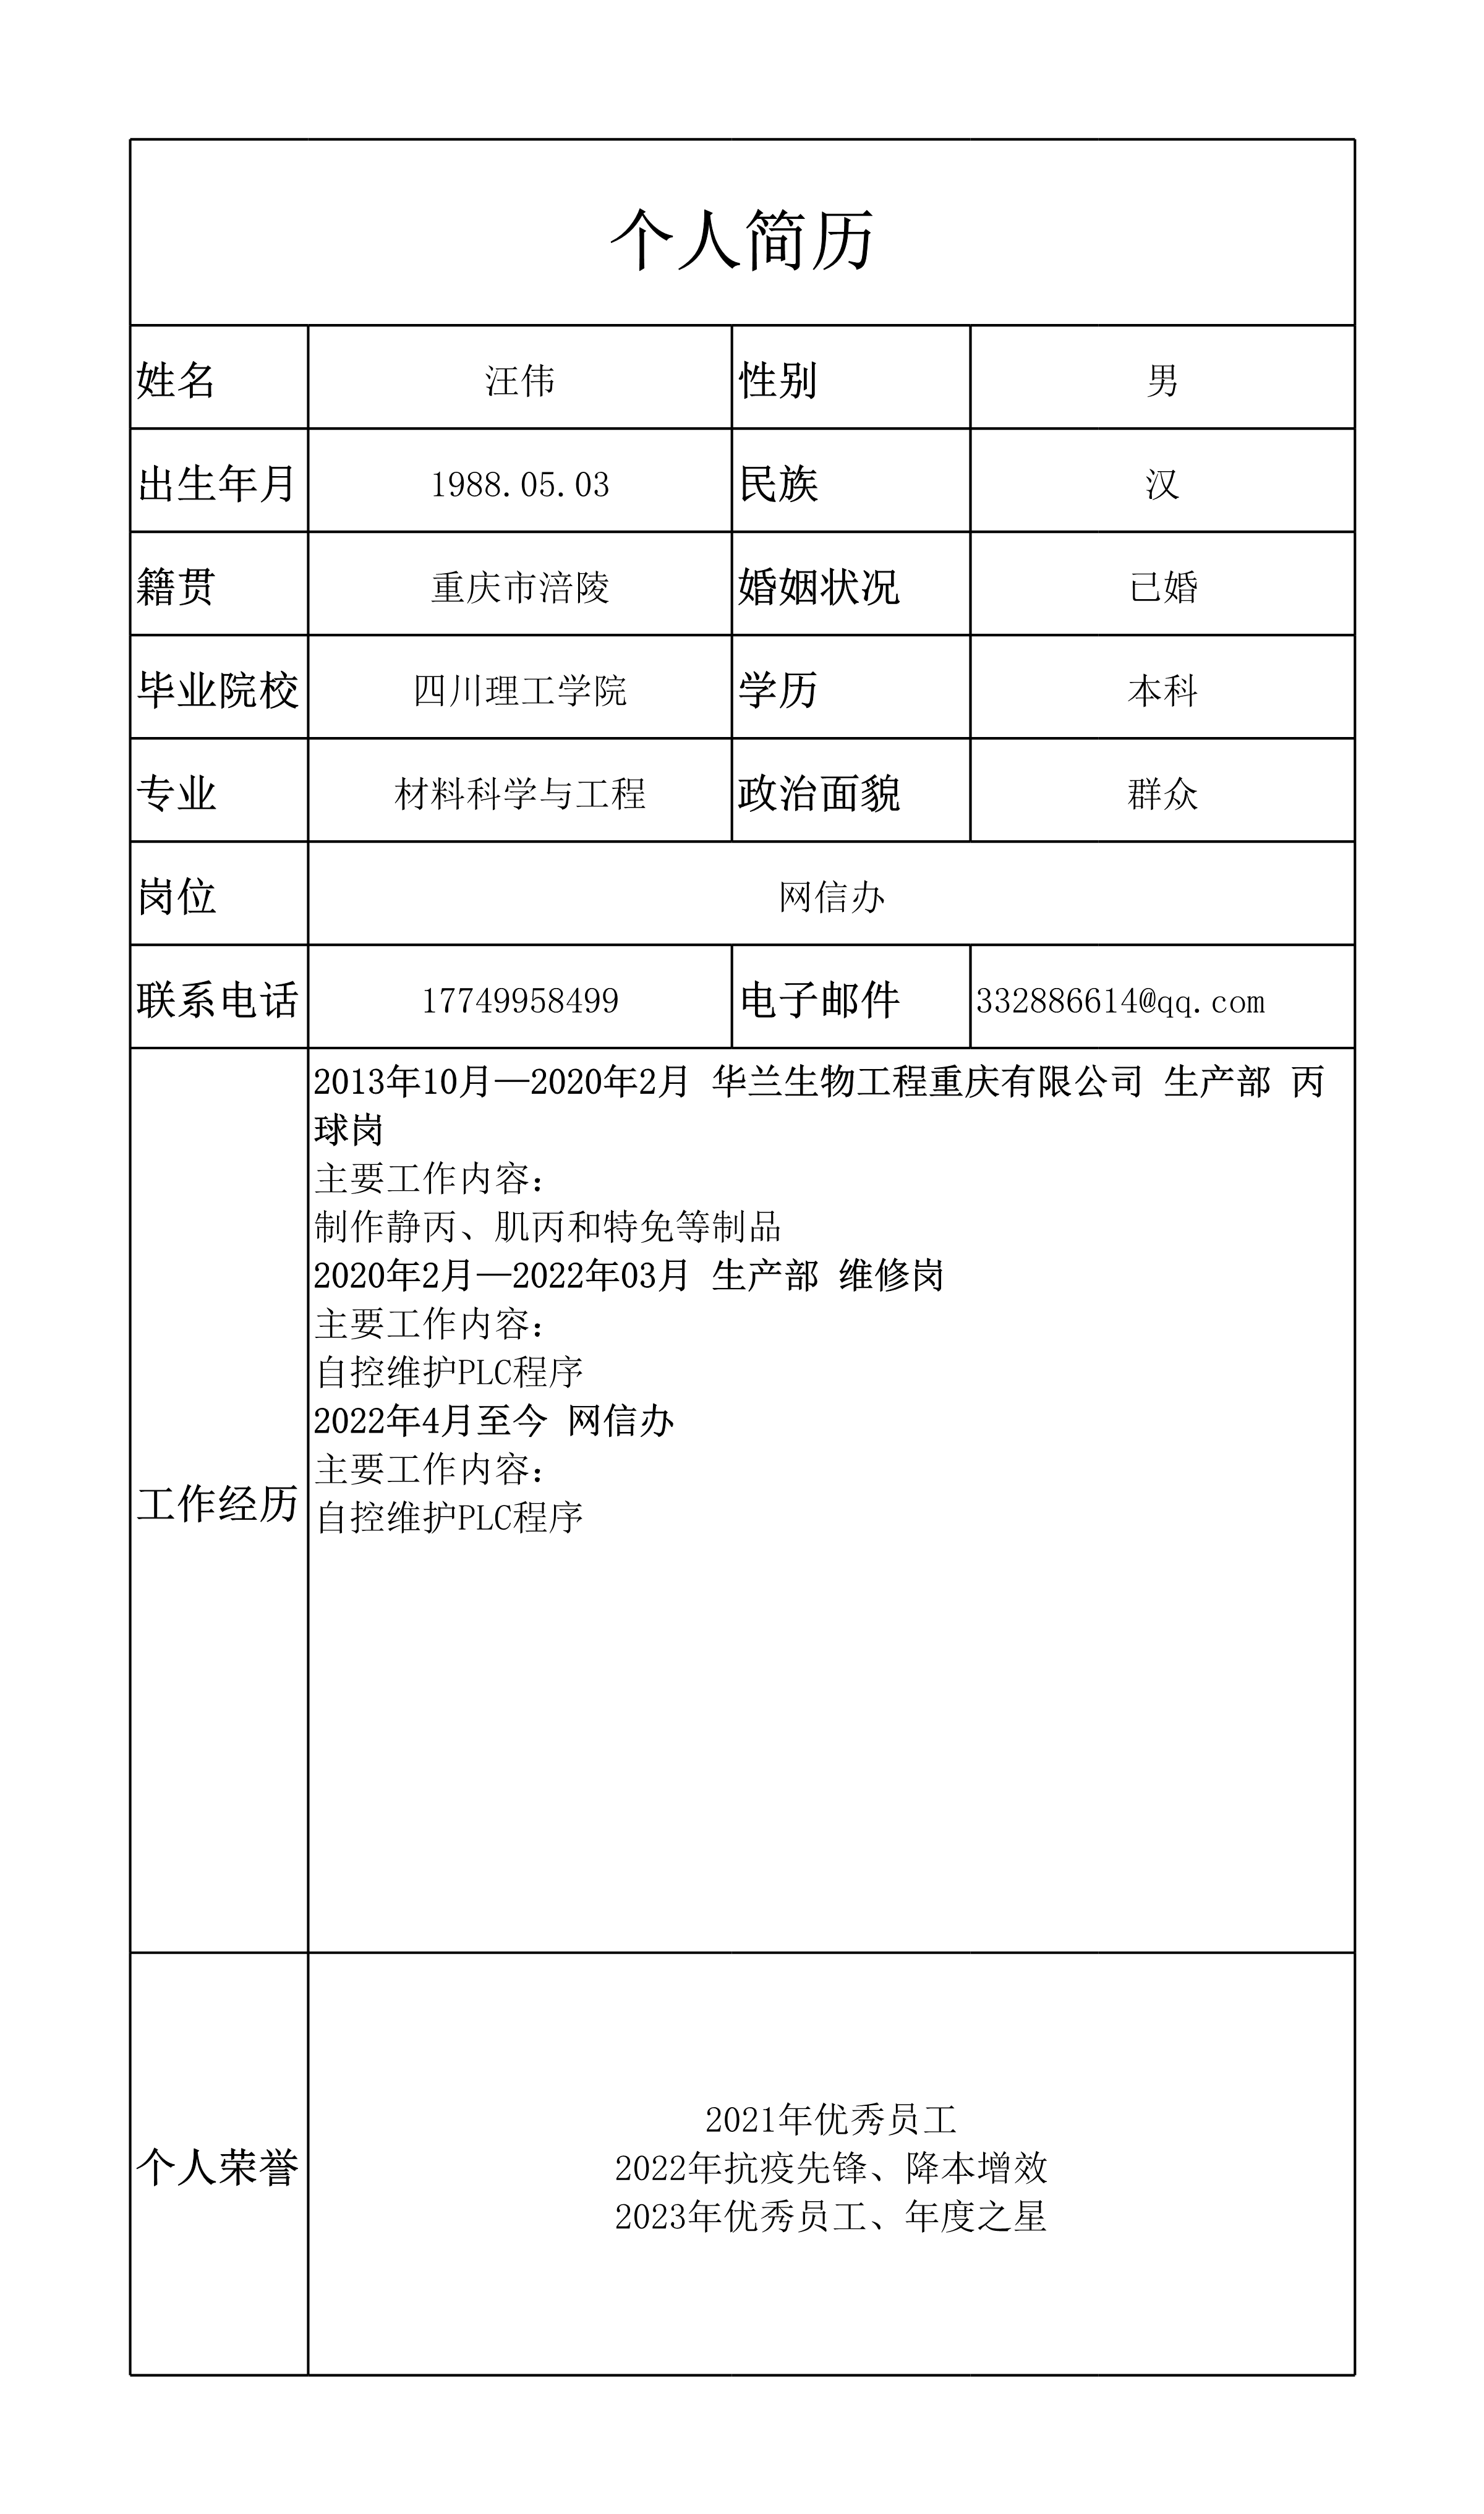 个人简历
姓名 汪伟 性别 男
出生年月 1988.05.03 民族 汉
籍贯 重庆市涪陵 婚姻状况 已婚
毕业院校 四川理工学院 学历 本科
专业 材料科学与工程 政治面貌 群众
岗位 网信办
联系电话 17749958499 电子邮件 332886614@qq.com
工作经历
2013年10月—2020年2月 华兰生物工程重庆有限公司 生产部 丙
球岗
主要工作内容：
制作静丙、肌丙和特免等制品
2020年2月—2022年03月 生产部 维修岗
主要工作内容：
自控维护PLC程序
2022年4月至今 网信办
主要工作内容：
自控维护PLC程序
个人荣誉
2021年优秀员工
2022年抗疫先锋、降本增效
2023年优秀员工、年度之星